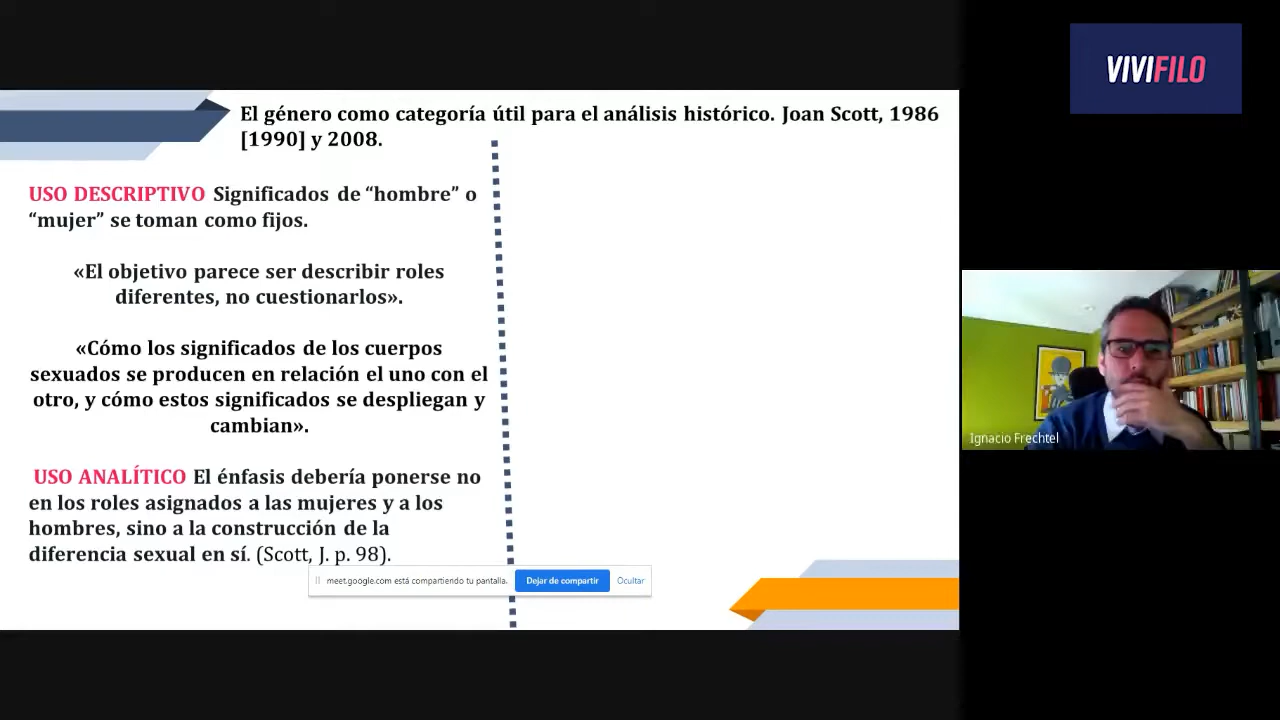 VIVIFILO
El género como categoría útil para el análisis histórico. Joan Scott, 1986
[1990] y 2008.
USO DESCRIPTIVO Significados de “hombre” o
“mujer” se toman como fijos.
«El objetivo parece ser describir roles
diferentes, no cuestionarlos».
«Cómo los significados de los cuerpos
sexuados se producen en relación el uno con el
otro, y cómo estos significados se despliegan y
cambian».
USO ANALÍTICO El énfasis debería ponerse no
en los roles asignados a las mujeres y a los
hombres, sino a la construcción de la
diferencia sexual en sí. (Scott, J. p. 98).
meet.google.com está compartiendo tu pantalla. Dejar de compartir Ocultar
Ignacio Frechtel